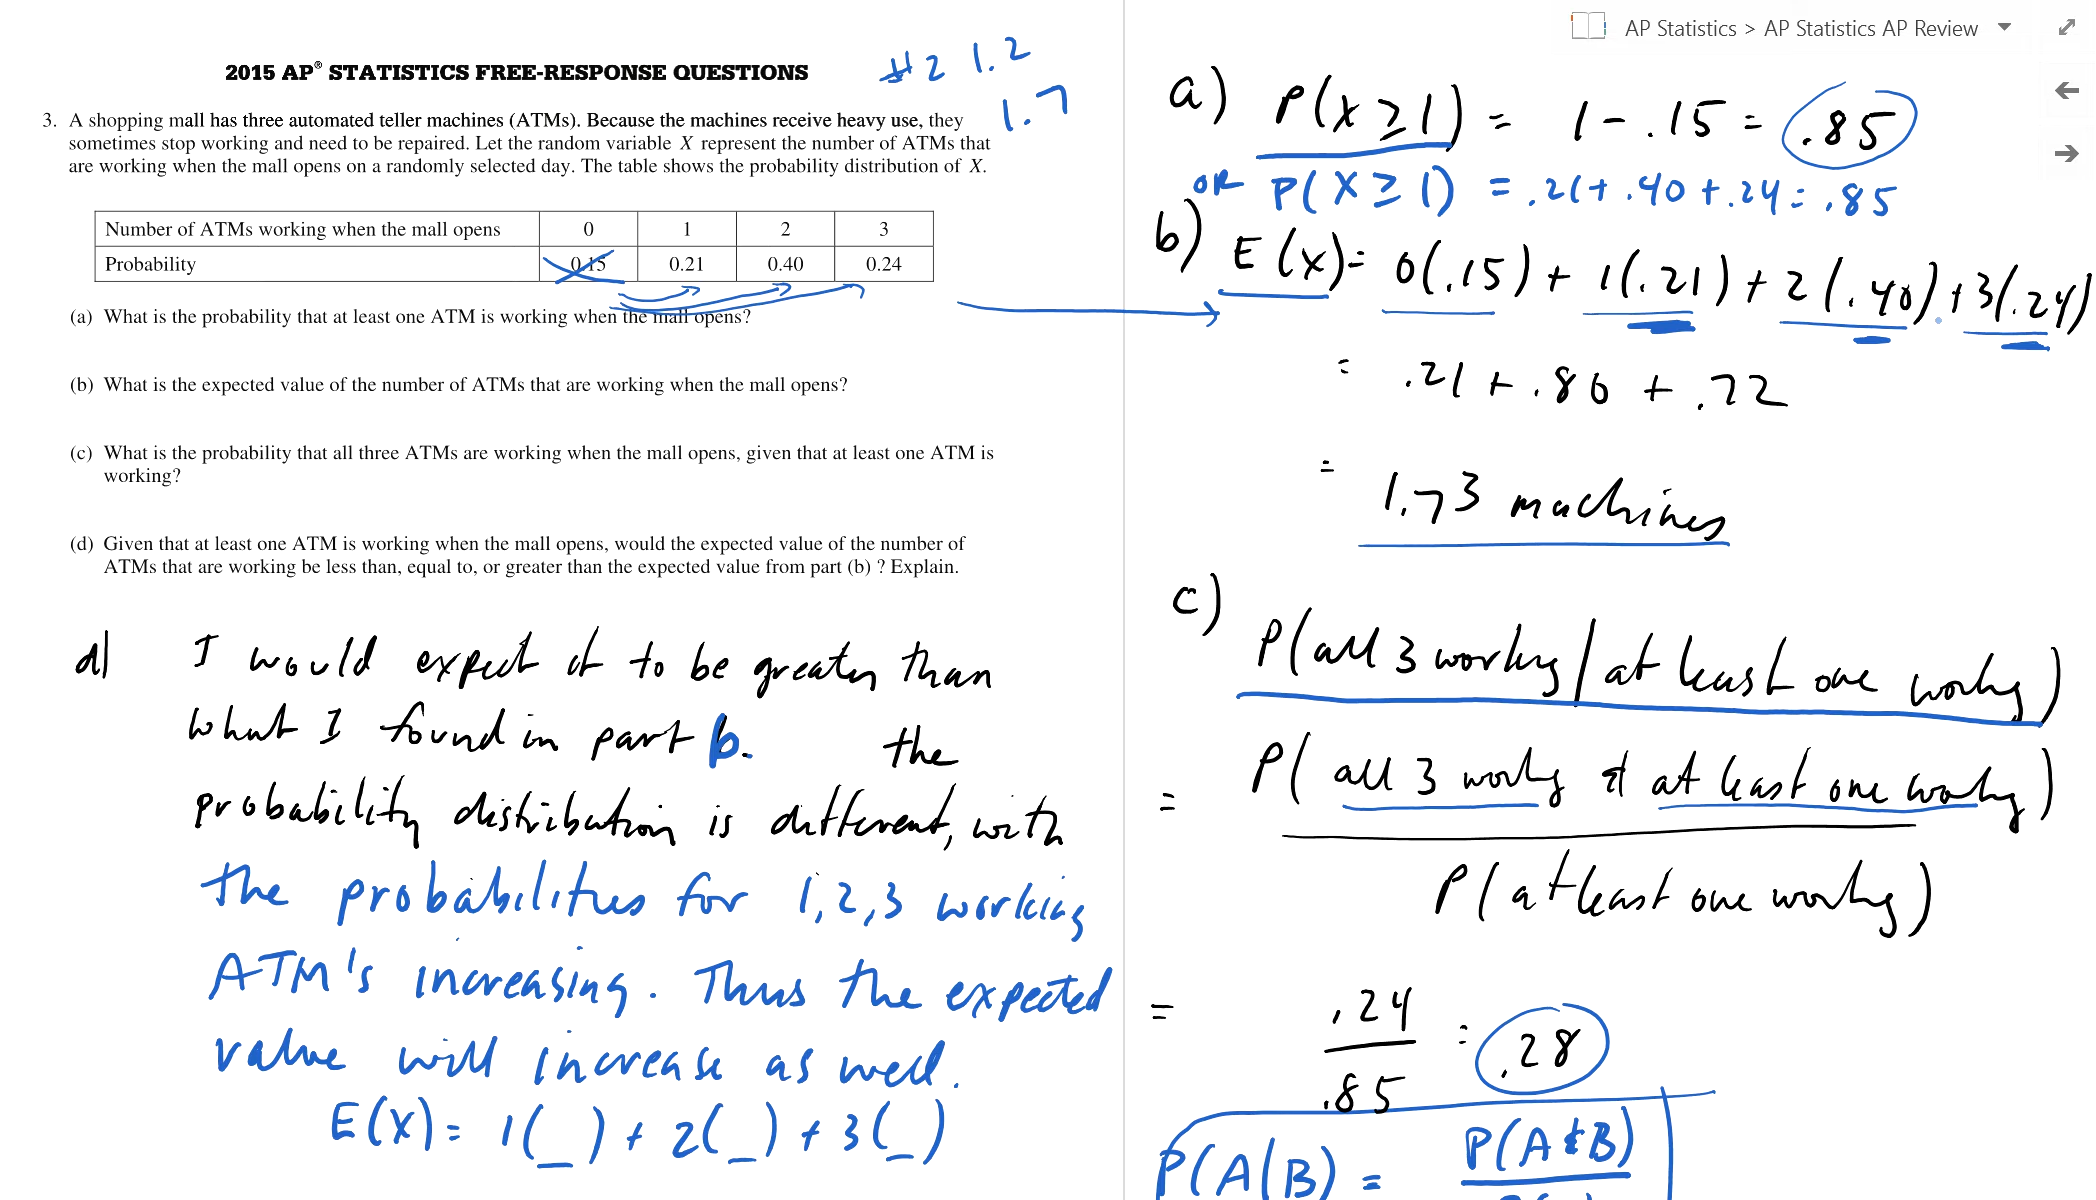 AP Statistics > AP Statistics AP Review
2015 AP® STATISTICS FREE-RESPONSE QUESTIONS
#2 1.2
1.7
3. A shopping mall has three automated teller machines (ATMs). Because the machines receive heavy use, they
sometimes stop working and need to be repaired. Let the random variable X represent the number of ATMs that
are working when the mall opens on a randomly selected day. The table shows the probability distribution of X.
Number of ATMs working when the mall opens 0 1 2 3
Probability 0.15 0.21 0.40 0.24
(a) What is the probability that at least one ATM is working when the mall opens?
(b) What is the expected value of the number of ATMs that are working when the mall opens?
(c) What is the probability that all three ATMs are working when the mall opens, given that at least one ATM is
working?
(d) Given that at least one ATM is working when the mall opens, would the expected value of the number of
ATMs that are working be less than, equal to, or greater than the expected value from part (b) ? Explain.
d) I would expect it to be greater than
what I found in part b. the
probability distribution is different, with
the probabilities for 1,2,3 working
ATM's increasing. Thus the expected
value will increase as well.
E(X) = 1(_) + 2(_) + 3(_)
a) P(X ≥ 1) = 1 - .15 = .85
OR P(X ≥ 1) = .21 + .40 + .24 = .85
b) E(X) = 0(.15) + 1(.21) + 2(.40) + 3(.24)
= .21 + .80 + .72
= 1.73 machines
c) P(all 3 working | at least one working)
= P(all 3 working & at least one working)
P(at least one working)
= .24 = .28
.85
P(A|B) = P(A & B)